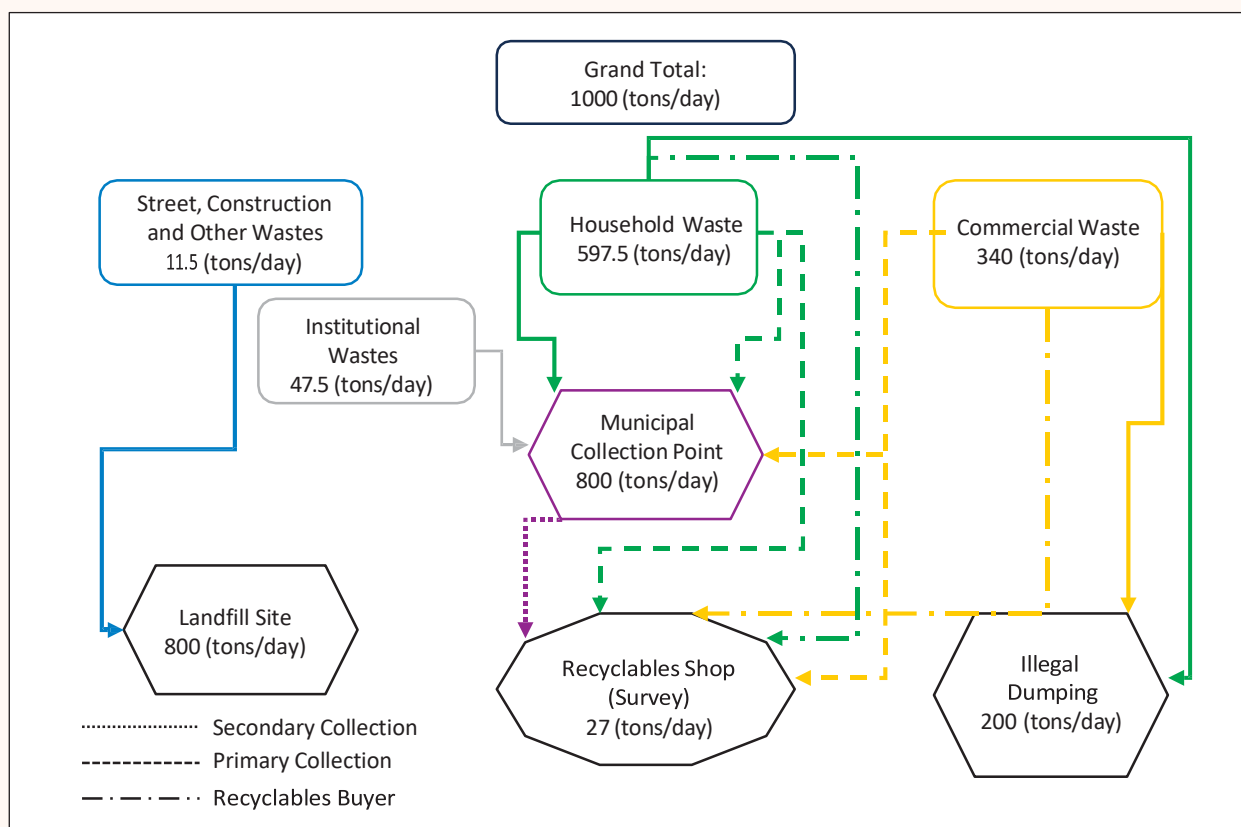 Grand Total:
1000 (tons/day)
Street, Construction
and Other Wastes
11.5 (tons/day)
Household Waste
597.5 (tons/day)
Commercial Waste
340 (tons/day)
Institutional
Wastes
47.5 (tons/day)
Municipal
Collection Point
800 (tons/day)
Landfill Site
800 (tons/day)
Recyclables Shop
(Survey)
27 (tons/day)
Illegal
Dumping
200 (tons/day)
Secondary Collection
Primary Collection
Recyclables Buyer